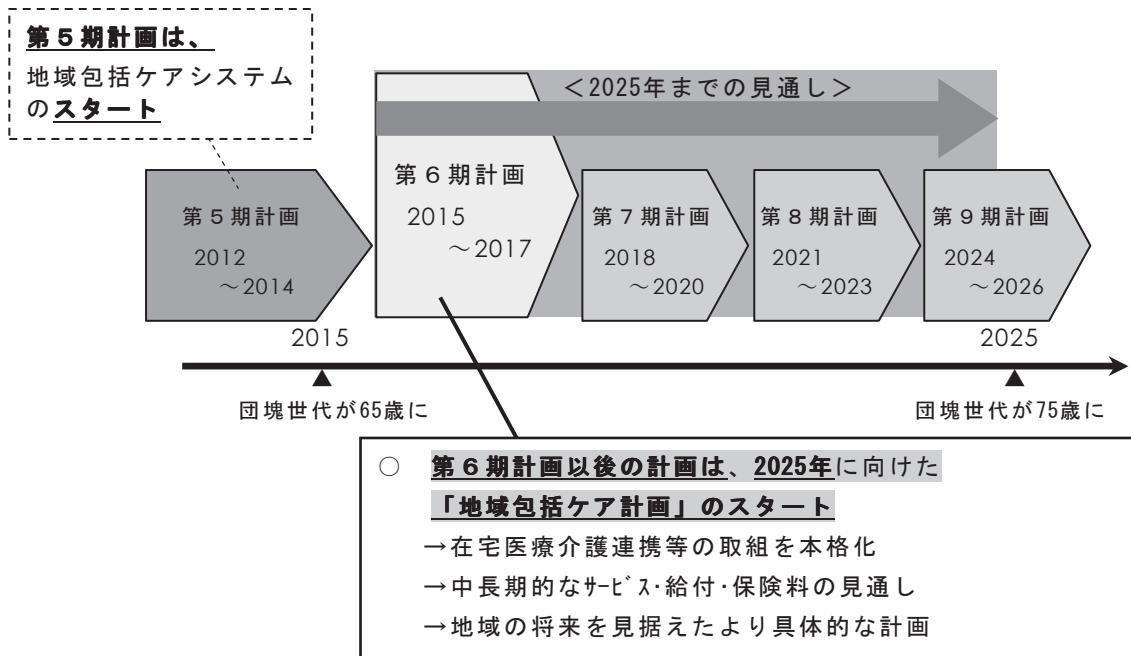 第５期計画は、
地域包括ケアシステム
のスタート
＜2025年までの見通し＞
第５期計画
2012
～2014
第６期計画
2015
～2017
第７期計画
2018
～2020
第８期計画
2021
～2023
第９期計画
2024
～2026
2015
2025
▲
▲
団塊世代が65歳に
団塊世代が75歳に
○　第６期計画以後の計画は、2025年に向けた
「地域包括ケア計画」のスタート
→在宅医療介護連携等の取組を本格化
→中長期的なｻｰﾋﾞｽ･給付･保険料の見通し
→地域の将来を見据えたより具体的な計画